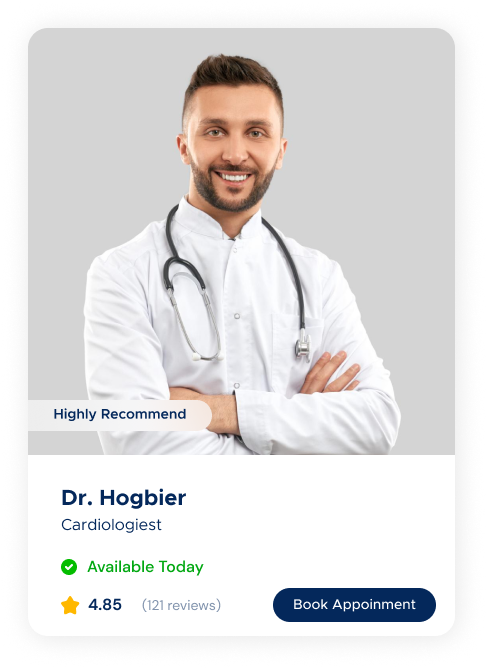 Highly Recommend
Dr. Hogbier
Cardiologiest
Available Today
4.85 (121 reviews)
Book Appoinment